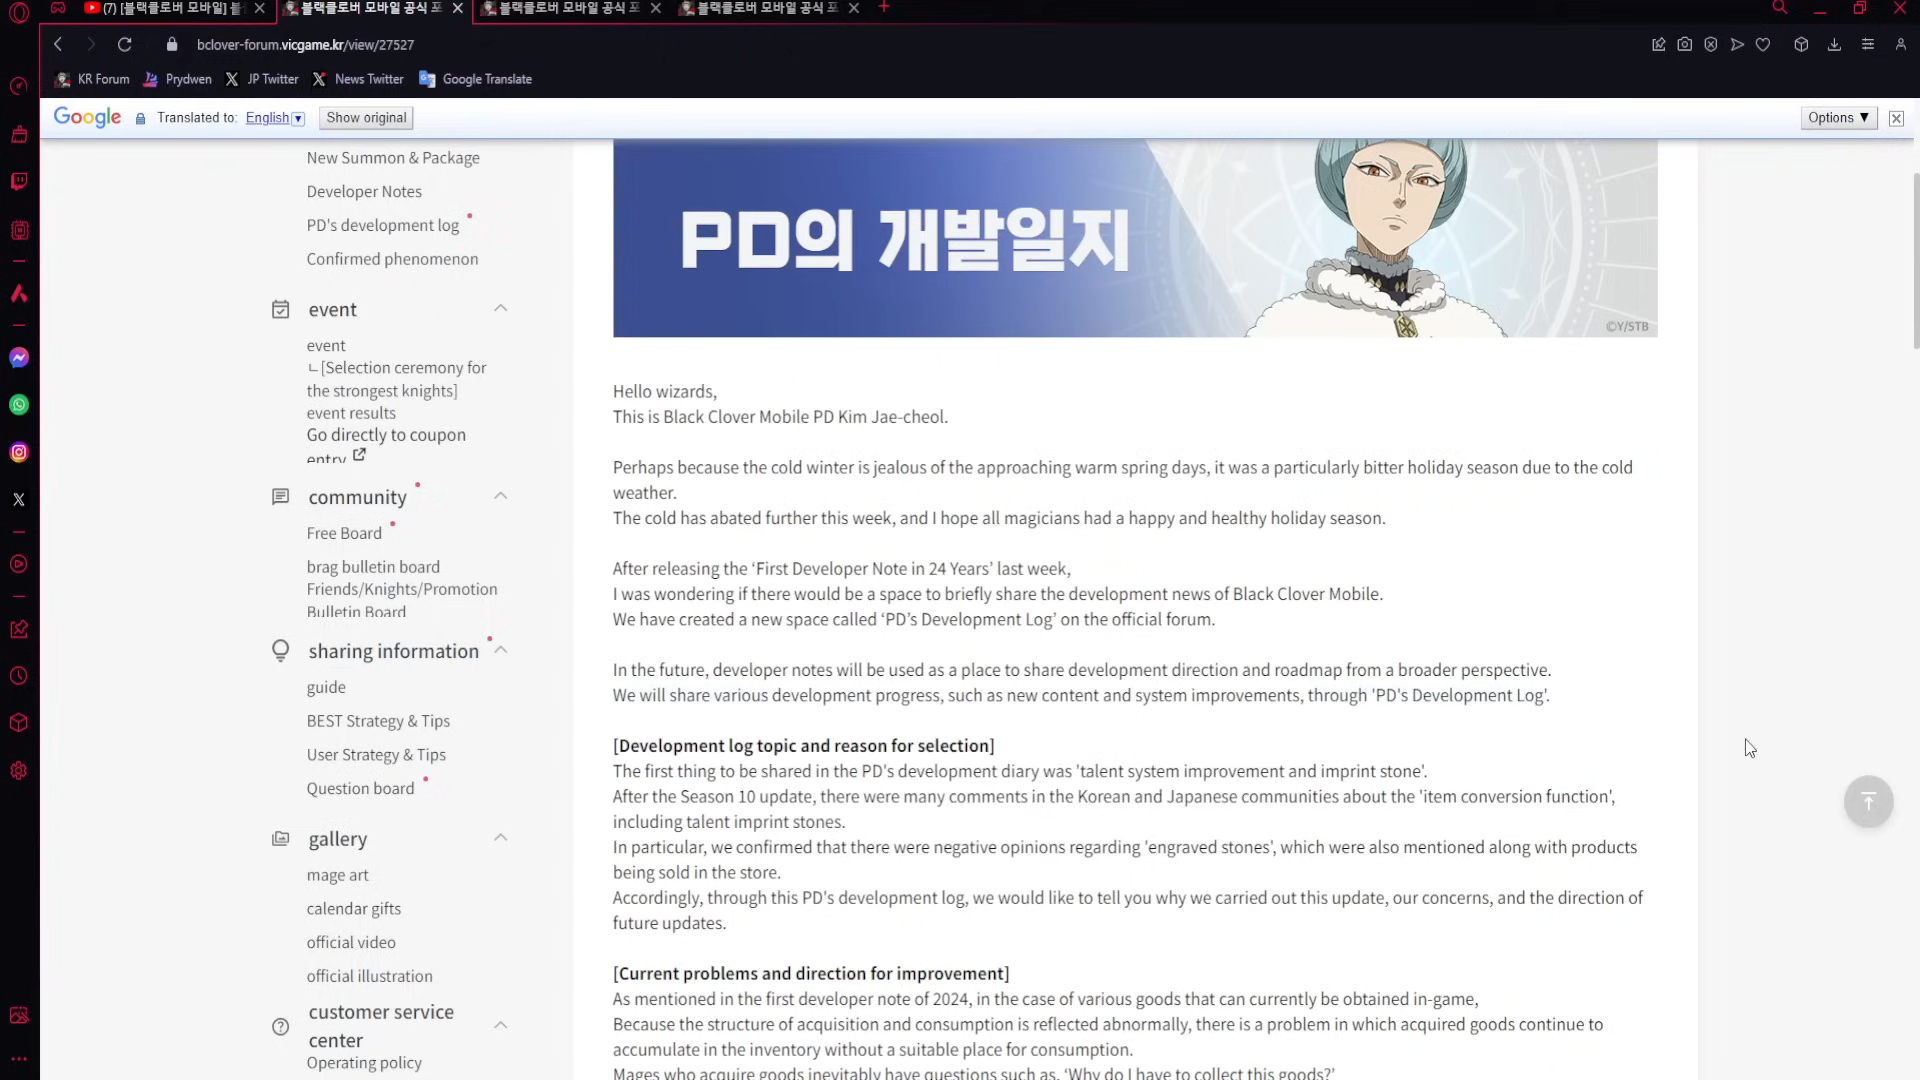 (7) [블랙클로버 모바일] 블
블랙클로버 모바일 공식 포
블랙클로버 모바일 공식 포
블랙클로버 모바일 공식 포
bclover-forum.vicgame.kr/view/27527
KR Forum
Prydwen
JP Twitter
News Twitter
Google Translate
Google
Translated to:
English
Show original
Options ▼
New Summon & Package
Developer Notes
PD's development log
Confirmed phenomenon
event
event
ㄴ[Selection ceremony for
the strongest knights]
event results
Go directly to coupon
entry
community
Free Board
brag bulletin board
Friends/Knights/Promotion
Bulletin Board
sharing information
guide
BEST Strategy & Tips
User Strategy & Tips
Question board
gallery
mage art
calendar gifts
official video
official illustration
customer service
center
Operating policy
PD의 개발일지
©Y/STB
Hello wizards,
This is Black Clover Mobile PD Kim Jae-cheol.
Perhaps because the cold winter is jealous of the approaching warm spring days, it was a particularly bitter holiday season due to the cold
weather.
The cold has abated further this week, and I hope all magicians had a happy and healthy holiday season.
After releasing the ‘First Developer Note in 24 Years’ last week,
I was wondering if there would be a space to briefly share the development news of Black Clover Mobile.
We have created a new space called ‘PD’s Development Log’ on the official forum.
In the future, developer notes will be used as a place to share development direction and roadmap from a broader perspective.
We will share various development progress, such as new content and system improvements, through 'PD's Development Log'.
[Development log topic and reason for selection]
The first thing to be shared in the PD's development diary was 'talent system improvement and imprint stone'.
After the Season 10 update, there were many comments in the Korean and Japanese communities about the 'item conversion function',
including talent imprint stones.
In particular, we confirmed that there were negative opinions regarding 'engraved stones', which were also mentioned along with products
being sold in the store.
Accordingly, through this PD's development log, we would like to tell you why we carried out this update, our concerns, and the direction of
future updates.
[Current problems and direction for improvement]
As mentioned in the first developer note of 2024, in the case of various goods that can currently be obtained in-game,
Because the structure of acquisition and consumption is reflected abnormally, there is a problem in which acquired goods continue to
accumulate in the inventory without a suitable place for consumption.
Mages who acquire goods inevitably have questions such as, ‘Why do I have to collect this goods?’